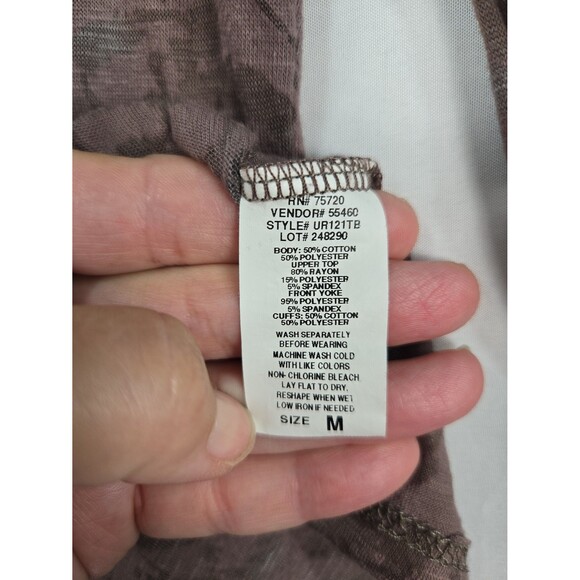 RN# 75720
VENDOR# 55460
STYLE# UR121TB
LOT# 248290
BODY: 50% COTTON
50% POLYESTER
UPPER TOP
80% RAYON
15% POLYESTER
5% SPANDEX
FRONT YOKE
95% POLYESTER
5% SPANDEX
CUFFS: 50% COTTON
50% POLYESTER
WASH SEPARATELY
BEFORE WEARING
MACHINE WASH COLD
WITH LIKE COLORS
NON-CHLORINE BLEACH
LAY FLAT TO DRY.
RESHAPE WHEN WET
LOW IRON IF NEEDED
SIZE M